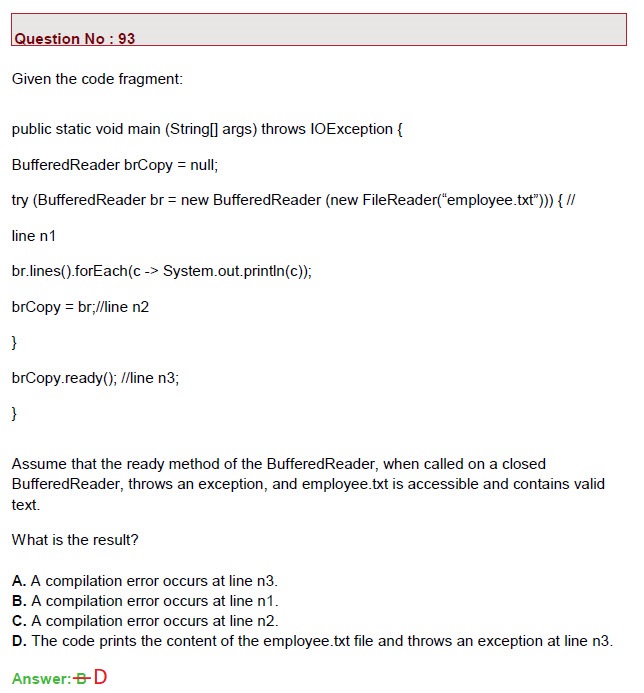 Question No : 93
Given the code fragment:
public static void main (String[] args) throws IOException {
BufferedReader brCopy = null;
try (BufferedReader br = new BufferedReader (new FileReader(“employee.txt”))) { //
line n1
br.lines().forEach(c -> System.out.println(c));
brCopy = br;//line n2
}
brCopy.ready(); //line n3;
}
Assume that the ready method of the BufferedReader, when called on a closed
BufferedReader, throws an exception, and employee.txt is accessible and contains valid
text.
What is the result?
A. A compilation error occurs at line n3.
B. A compilation error occurs at line n1.
C. A compilation error occurs at line n2.
D. The code prints the content of the employee.txt file and throws an exception at line n3.
Answer: B D